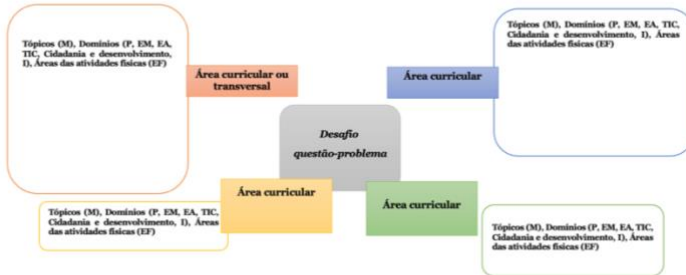 Tópicos (M), Domínios (P, EM, EA,
TIC, Cidadania e desenvolvimento,
I), Áreas das atividades físicas (EF)
Área curricular ou
transversal
Área curricular
Tópicos (M), Domínios (P, EM, EA, TIC,
Cidadania e desenvolvimento, I), Áreas
das atividades físicas (EF)
Desafio
questão-problema
Área curricular
Tópicos (M), Domínios (P, EM, EA, TIC,
Cidadania e desenvolvimento, I), Áreas
das atividades físicas (EF)
Área curricular
Tópicos (M), Domínios (P, EM, EA, TIC,
Cidadania e desenvolvimento, I), Áreas
das atividades físicas (EF)